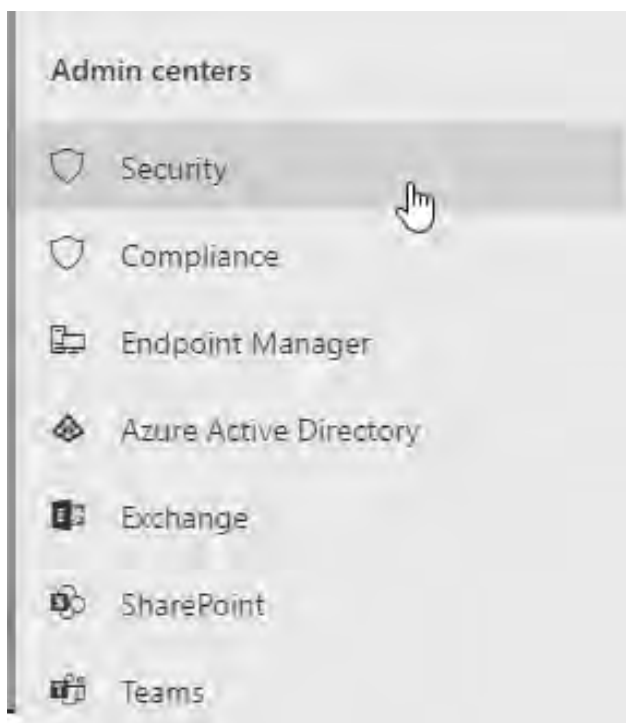 Admin centers
Security
Compliance
Endpoint Manager
Azure Active Directory
Exchange
SharePoint
Teams